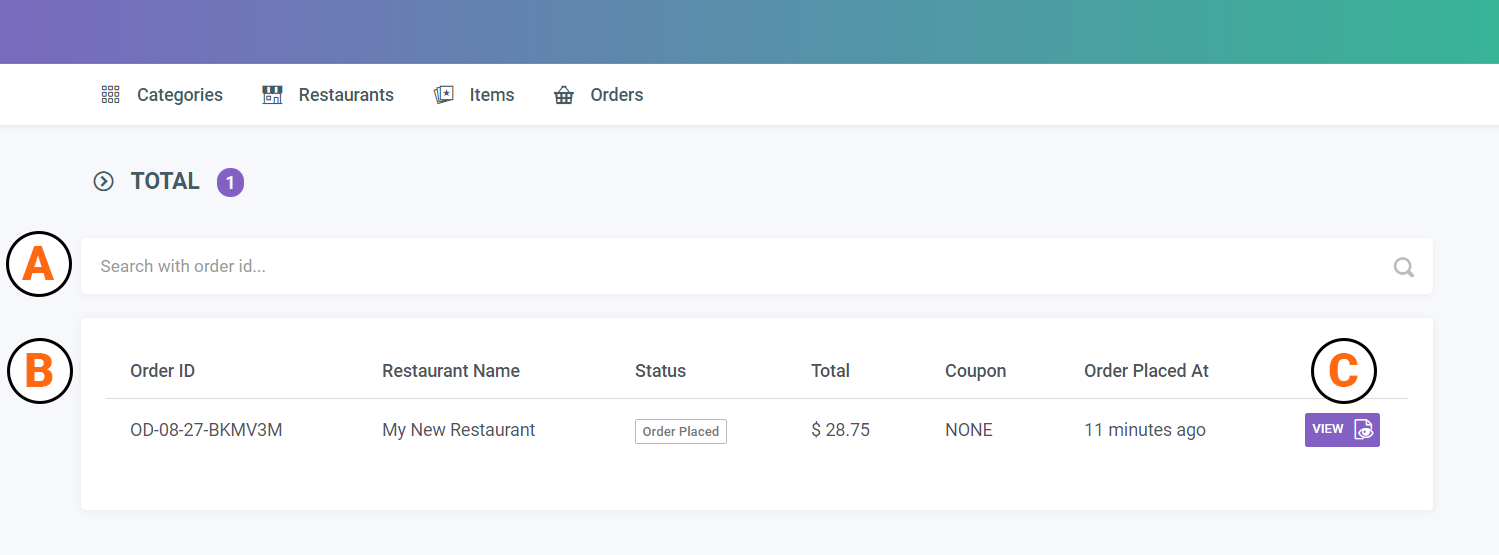 Categories Restaurants Items Orders
TOTAL 1
A Search with order id...
B Order ID Restaurant Name Status Total Coupon Order Placed At C
OD-08-27-BKMV3M My New Restaurant Order Placed $ 28.75 NONE 11 minutes ago VIEW